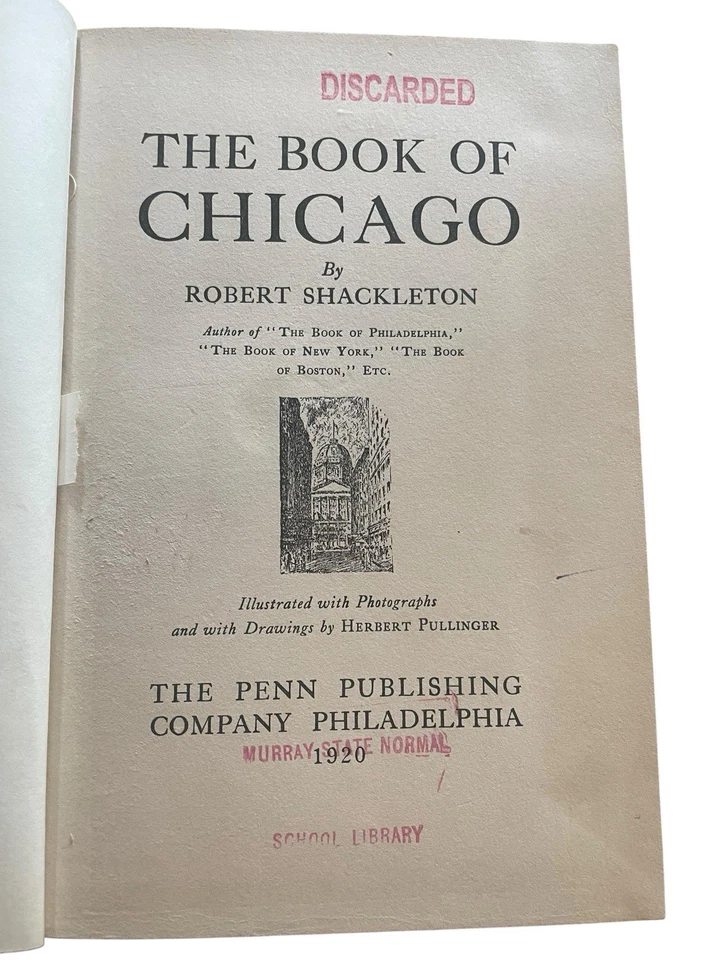 DISCARDED
THE BOOK OF
CHICAGO
By
ROBERT SHACKLETON
Author of "THE BOOK OF PHILADELPHIA,"
"THE BOOK OF NEW YORK," "THE BOOK
OF BOSTON," ETC.
Illustrated with Photographs
and with Drawings by HERBERT PULLINGER
THE PENN PUBLISHING
COMPANY PHILADELPHIA
MURRAY STATE NORMAL
1920
SCHOOL LIBRARY